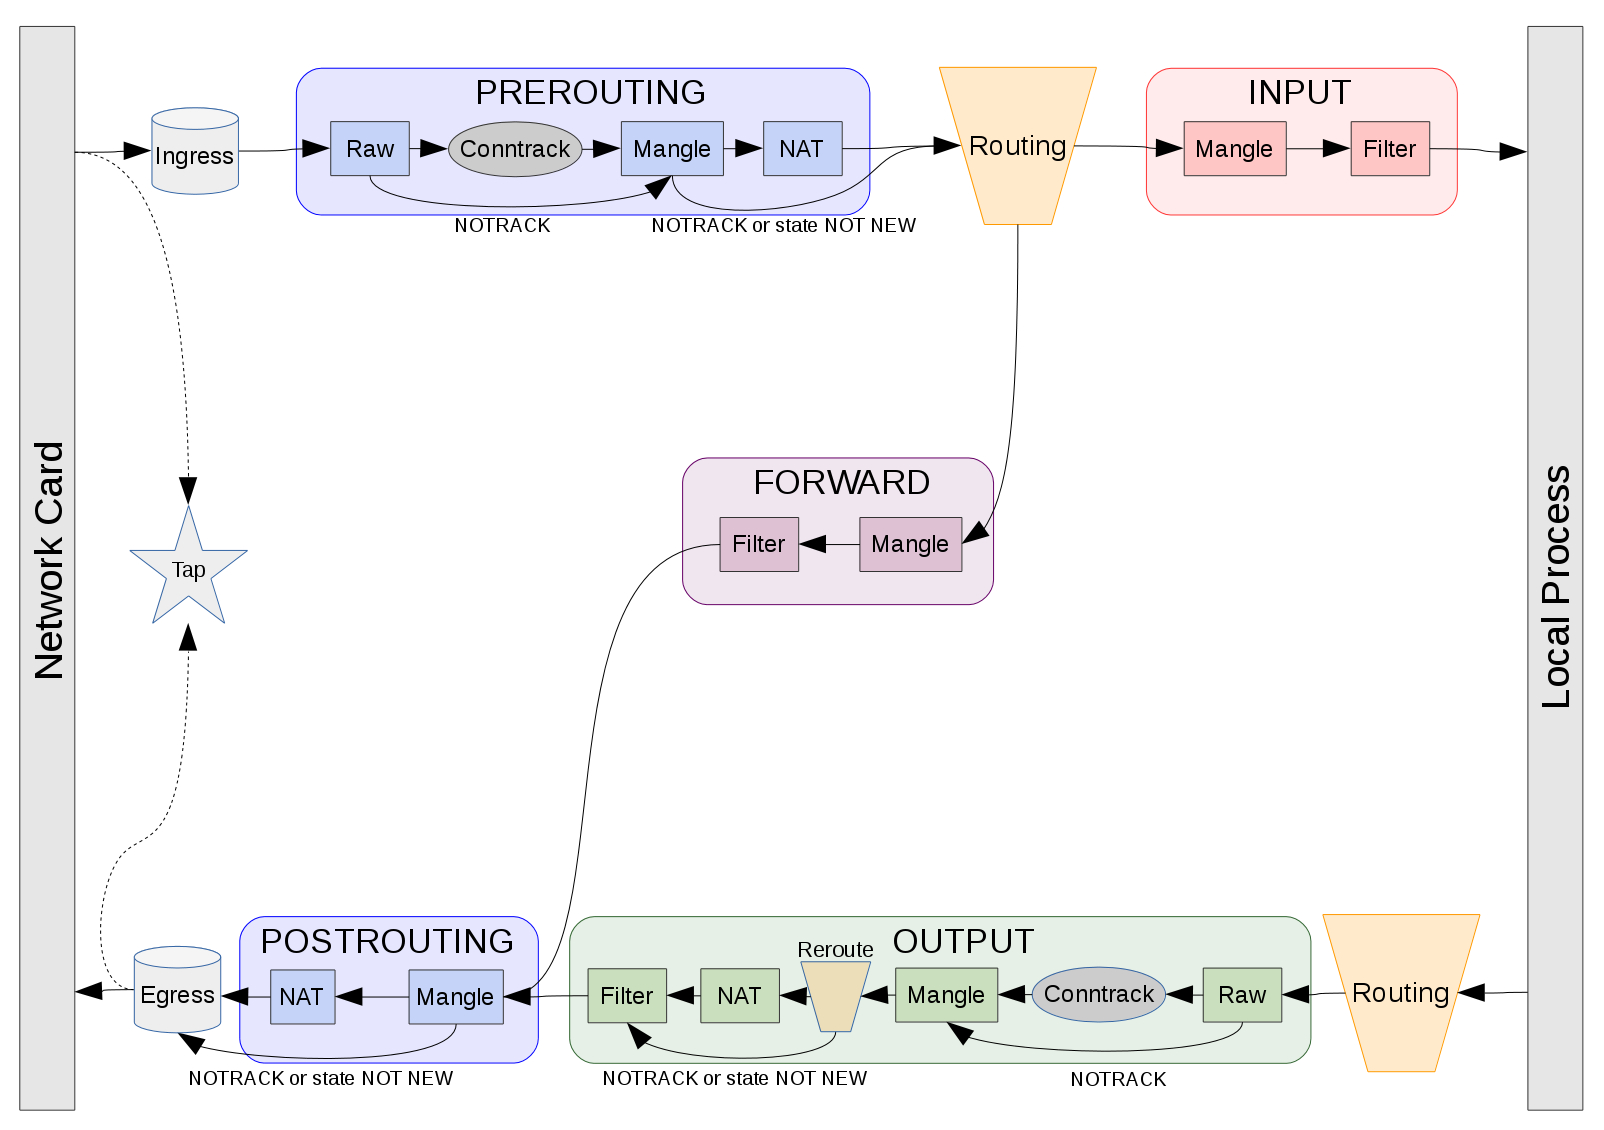 Network Card
Ingress
PREROUTING
Raw
Conntrack
Mangle
NAT
NOTRACK
NOTRACK or state NOT NEW
Routing
INPUT
Mangle
Filter
Local Process
Tap
FORWARD
Filter
Mangle
Egress
POSTROUTING
NAT
Mangle
NOTRACK or state NOT NEW
OUTPUT
Reroute
Filter
NAT
Mangle
Conntrack
Raw
NOTRACK or state NOT NEW
NOTRACK
Routing